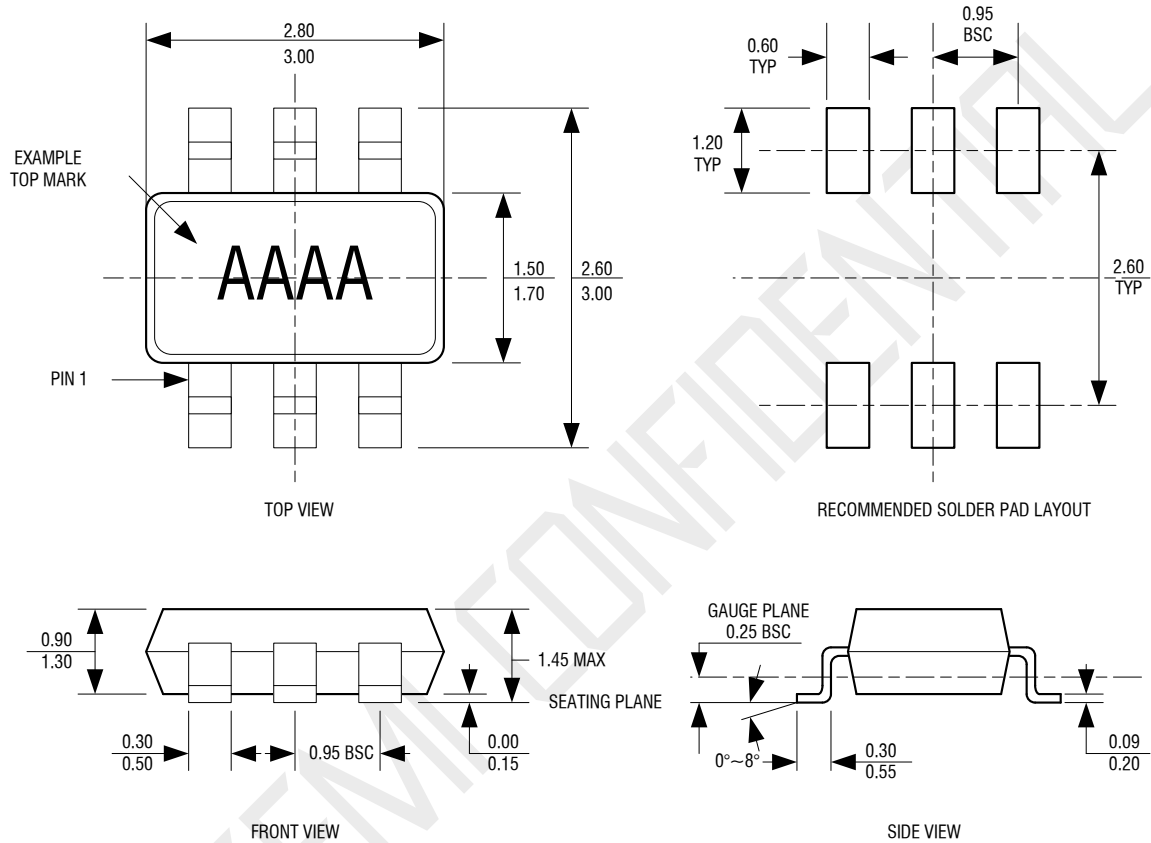 2.80
3.00
EXAMPLE
TOP MARK
AAAA
1.50
1.70
2.60
3.00
PIN 1
TOP VIEW
0.60
TYP
0.95
BSC
1.20
TYP
2.60
TYP
RECOMMENDED SOLDER PAD LAYOUT
0.90
1.30
1.45 MAX
SEATING PLANE
0.30
0.50
0.95 BSC
0.00
0.15
FRONT VIEW
GAUGE PLANE
0.25 BSC
0°~8°
0.30
0.55
0.09
0.20
SIDE VIEW
CONFIDENTIAL